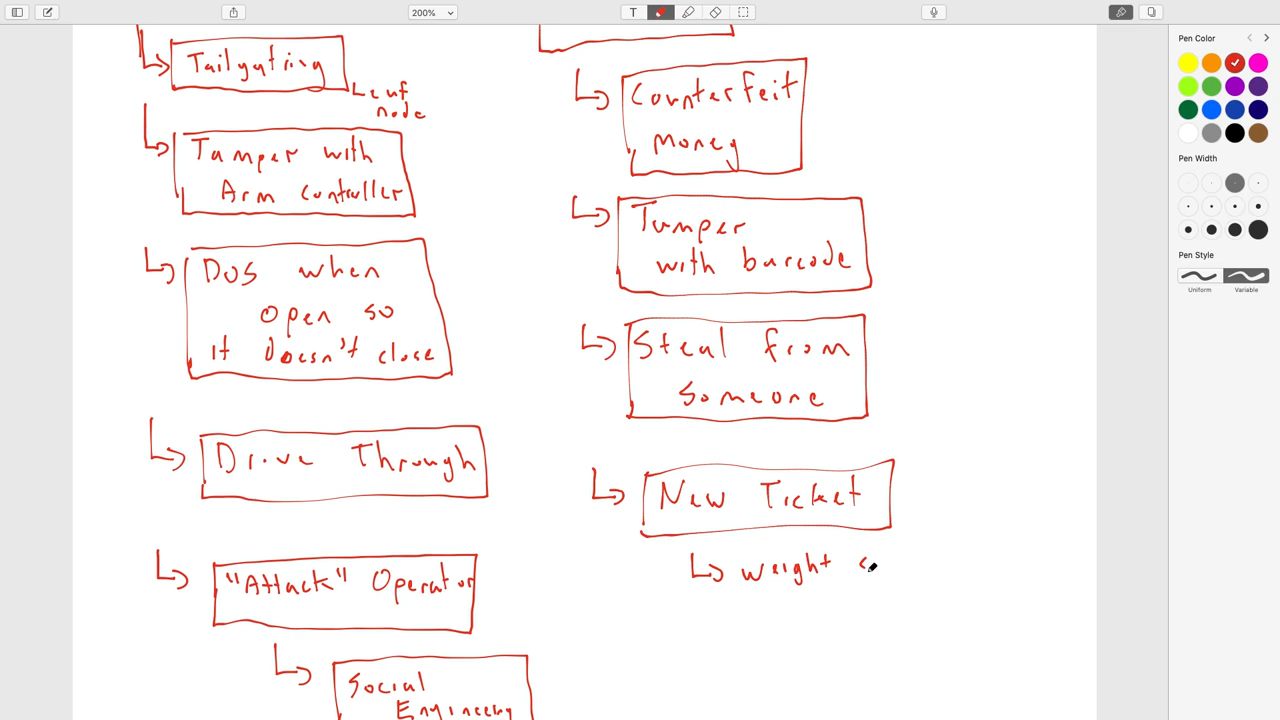 200%
T
Tailgating
Leaf
node
Tamper with
Arm controller
DOS when
open so
it doesn't close
Drive Through
"Attack" Operator
Social
Engineering
Counterfeit
Money
Tamper
with barcode
Steal from
someone
New Ticket
weight
Pen Color
Pen Width
Pen Style
Uniform
Variable